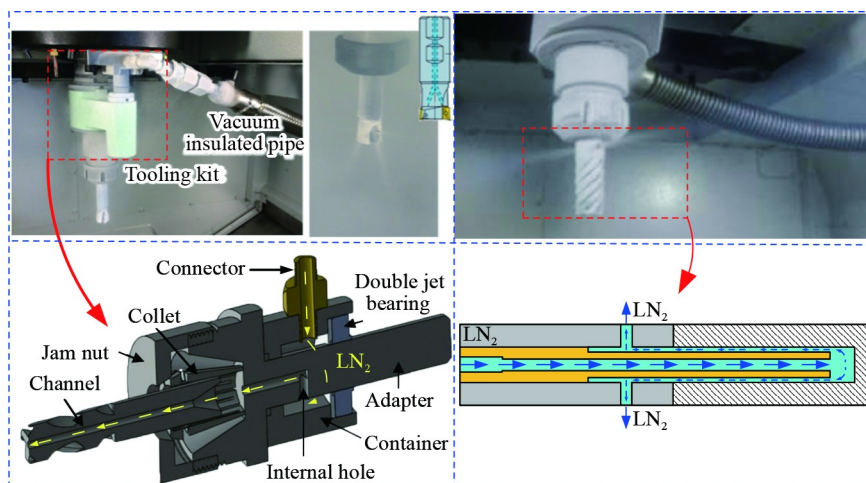 Vacuum
insulated pipe
Tooling kit
Connector
Double jet
bearing
Collet
Jam nut
Channel
LN₂
Adapter
Container
Internal hole
LN₂
LN₂
LN₂